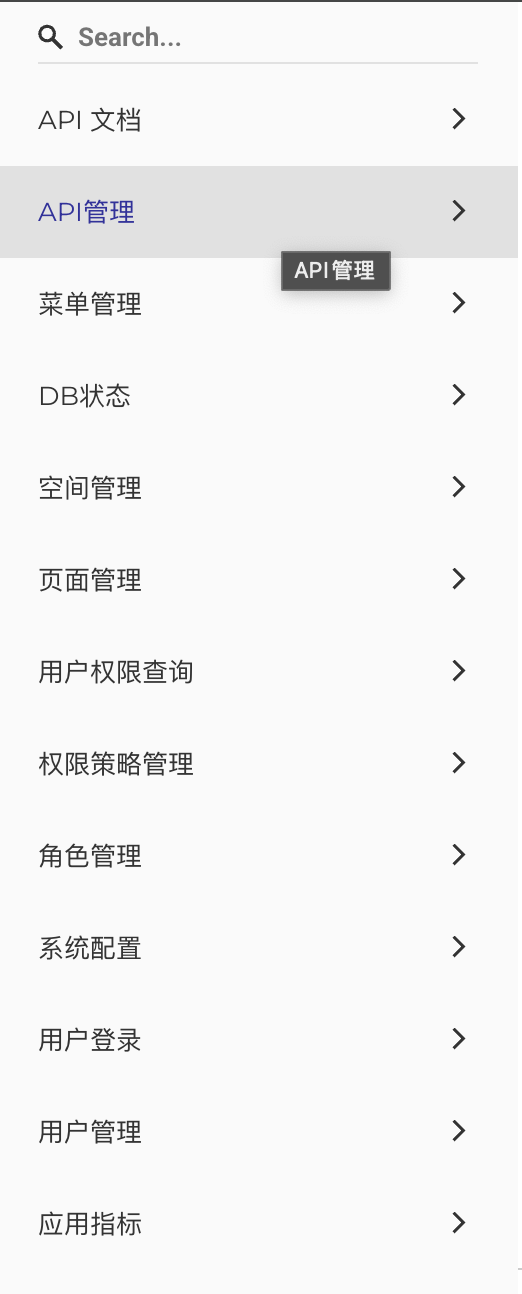 Search...
API 文档
API管理
API管理
菜单管理
DB状态
空间管理
页面管理
用户权限查询
权限策略管理
角色管理
系统配置
用户登录
用户管理
应用指标